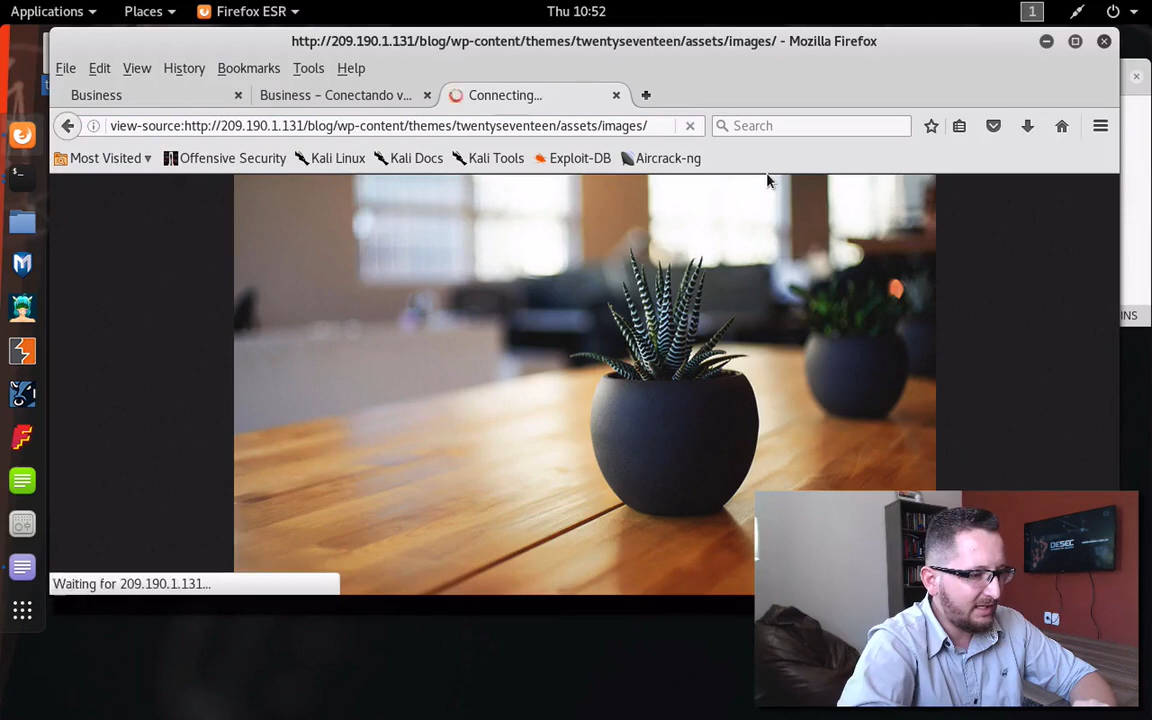 Applications Places Firefox ESR Thu 10:52 1
http://209.190.1.131/blog/wp-content/themes/twentyseventeen/assets/images/ - Mozilla Firefox
File Edit View History Bookmarks Tools Help
Business Business – Conectando v... Connecting...
view-source:http://209.190.1.131/blog/wp-content/themes/twentyseventeen/assets/images/ Search
Most Visited Offensive Security Kali Linux Kali Docs Kali Tools Exploit-DB Aircrack-ng
INS
DESEC
Waiting for 209.190.1.131...